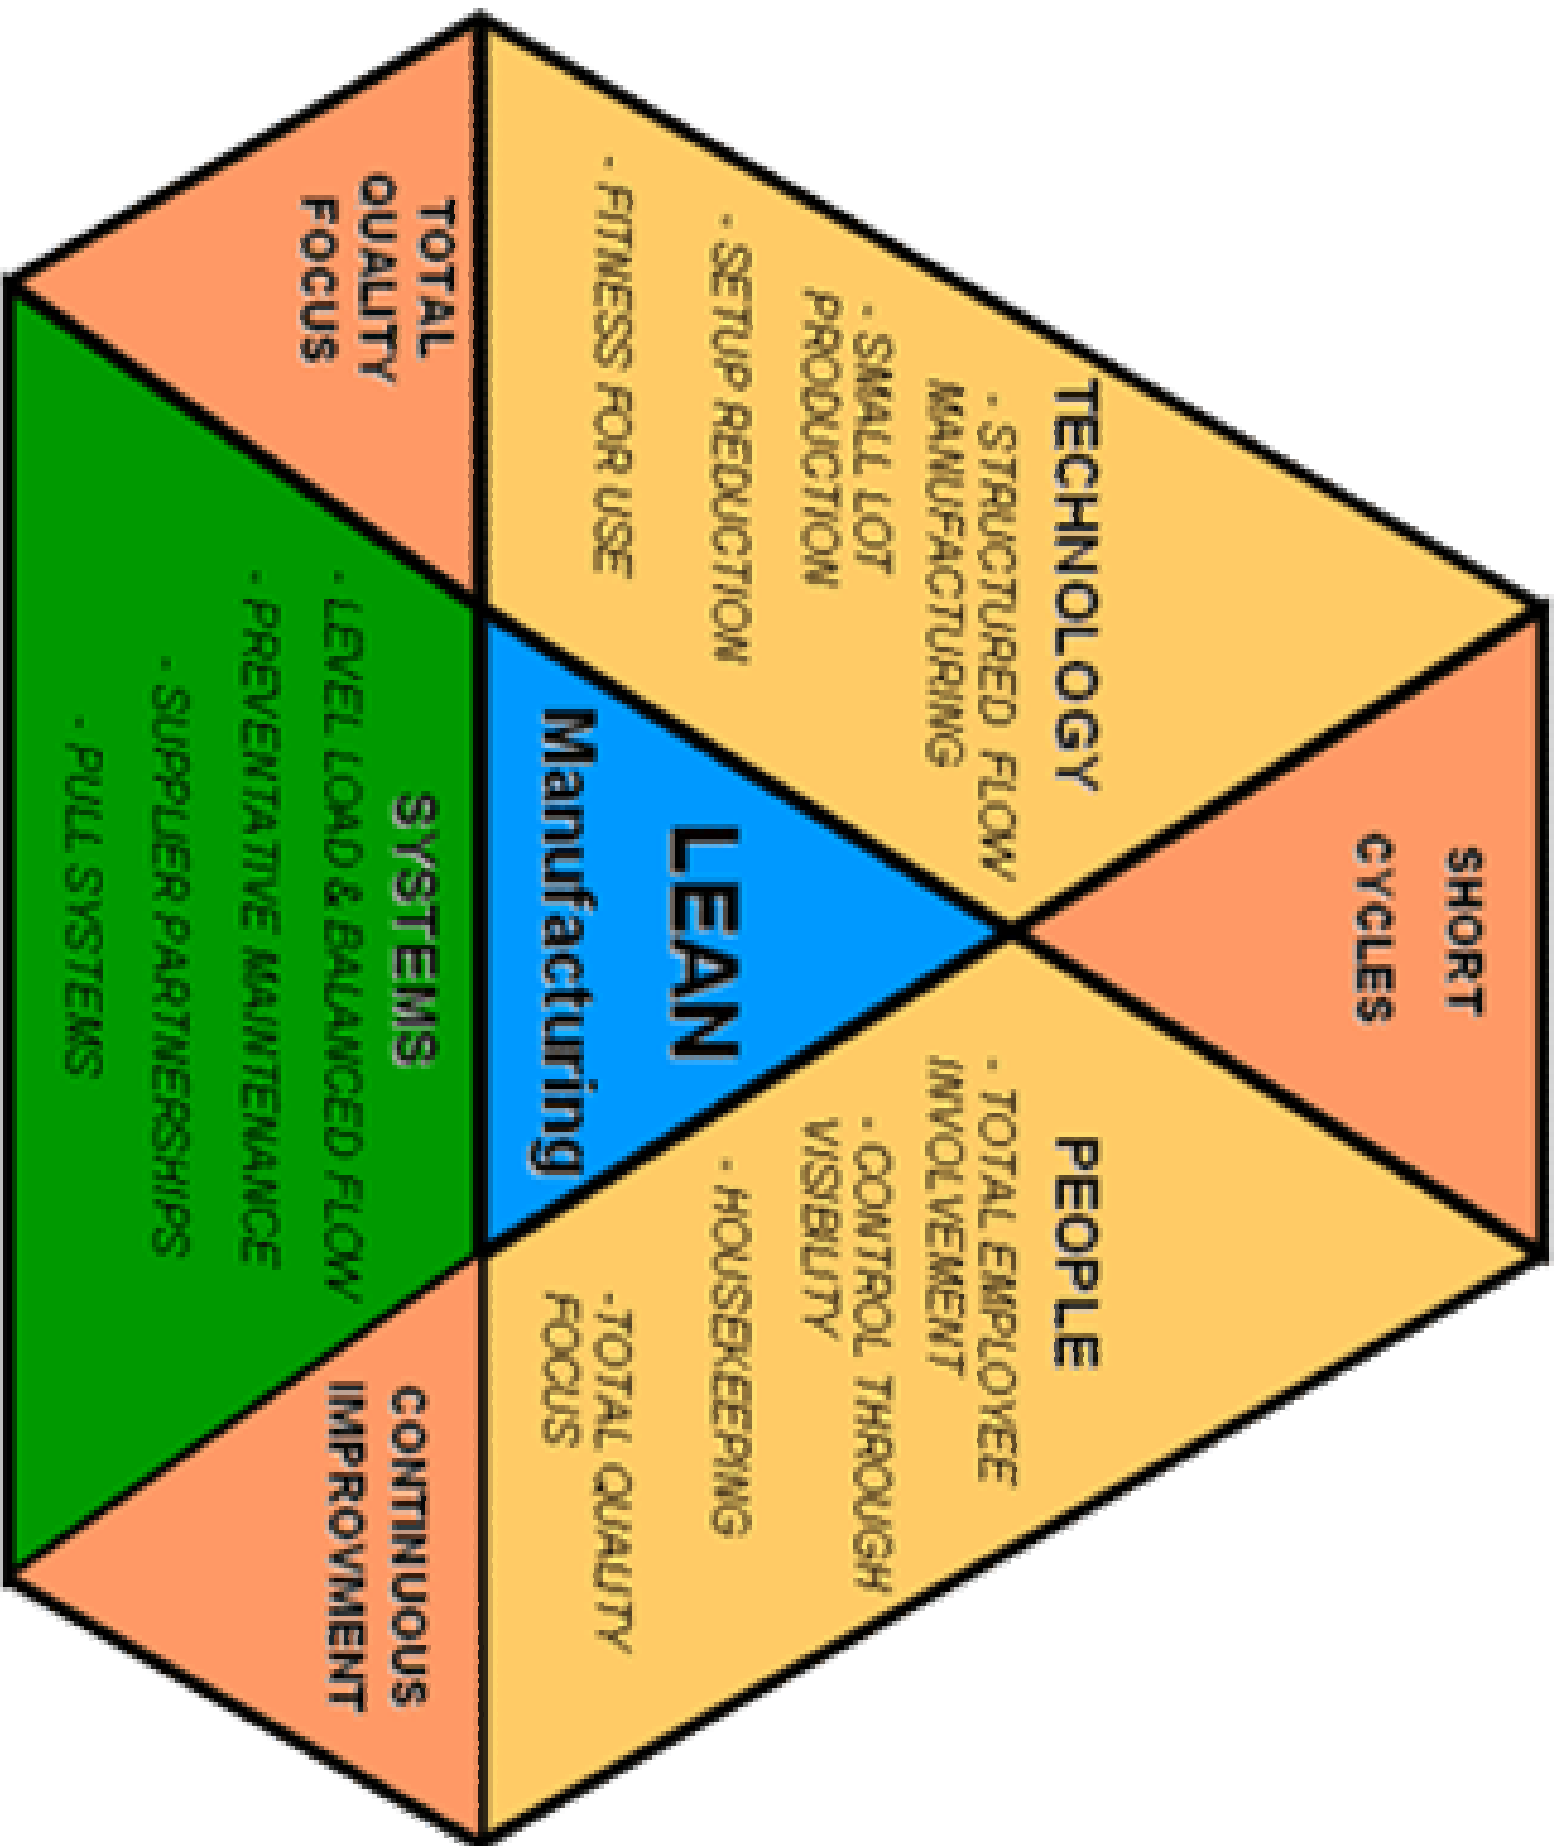 SHORT
CYCLES
TECHNOLOGY
- STRUCTURED FLOW
MANUFACTURING
- SMALL LOT
PRODUCTION
- SETUP REDUCTION
- FITNESS FOR USE
PEOPLE
- TOTAL EMPLOYEE
INVOLVEMENT
- CONTROL THROUGH
VISIBILITY
- HOUSEKEEPING
-TOTAL QUALITY
FOCUS
LEAN
Manufacturing
TOTAL
QUALITY
FOCUS
SYSTEMS
- LEVEL LOAD & BALANCED FLOW
- PREVENTATIVE MAINTENANCE
- SUPPLIER PARTNERSHIPS
- PULL SYSTEMS
CONTINUOUS
IMPROVMENT